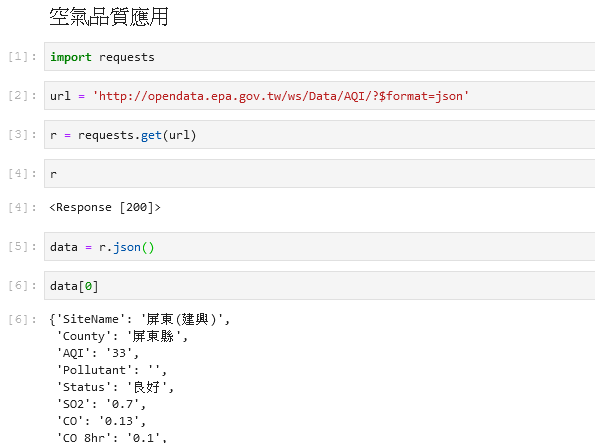 空氣品質應用
[1]: import requests
[2]: url = 'http://opendata.epa.gov.tw/ws/Data/AQI/?$format=json'
[3]: r = requests.get(url)
[4]: r
[4]: <Response [200]>
[5]: data = r.json()
[6]: data[0]
[6]: {'SiteName': '屏東(建興)',
'County': '屏東縣',
'AQI': '33',
'Pollutant': '',
'Status': '良好',
'SO2': '0.7',
'CO': '0.13',
'CO_8hr': '0.1',